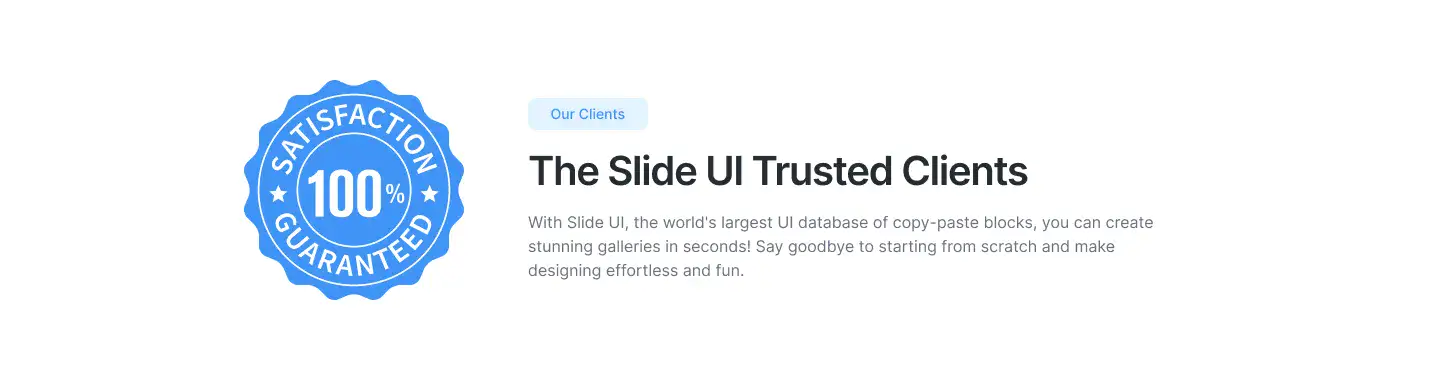 SATISFACTION
100%
GUARANTEED
Our Clients
The Slide UI Trusted Clients
With Slide UI, the world's largest UI database of copy-paste blocks, you can create
stunning galleries in seconds! Say goodbye to starting from scratch and make
designing effortless and fun.